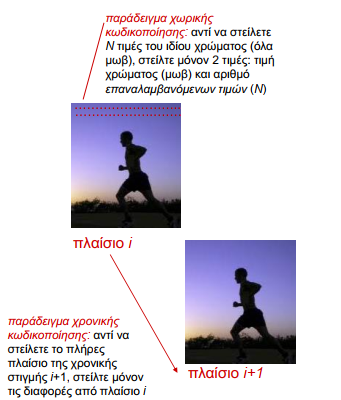 παράδειγμα χωρικής
κωδικοποίησης: αντί να στείλετε
N τιμές του ιδίου χρώματος (όλα
μωβ), στείλτε μόνον 2 τιμές: τιμή
χρώματος (μωβ) και αριθμό
επαναλαμβανόμενων τιμών (N)
πλαίσιο i
παράδειγμα χρονικής
κωδικοποίησης: αντί να
στείλετε το πλήρες
πλαίσιο της χρονικής
στιγμής i+1, στείλτε μόνον
τις διαφορές από πλαίσιο i
πλαίσιο i+1